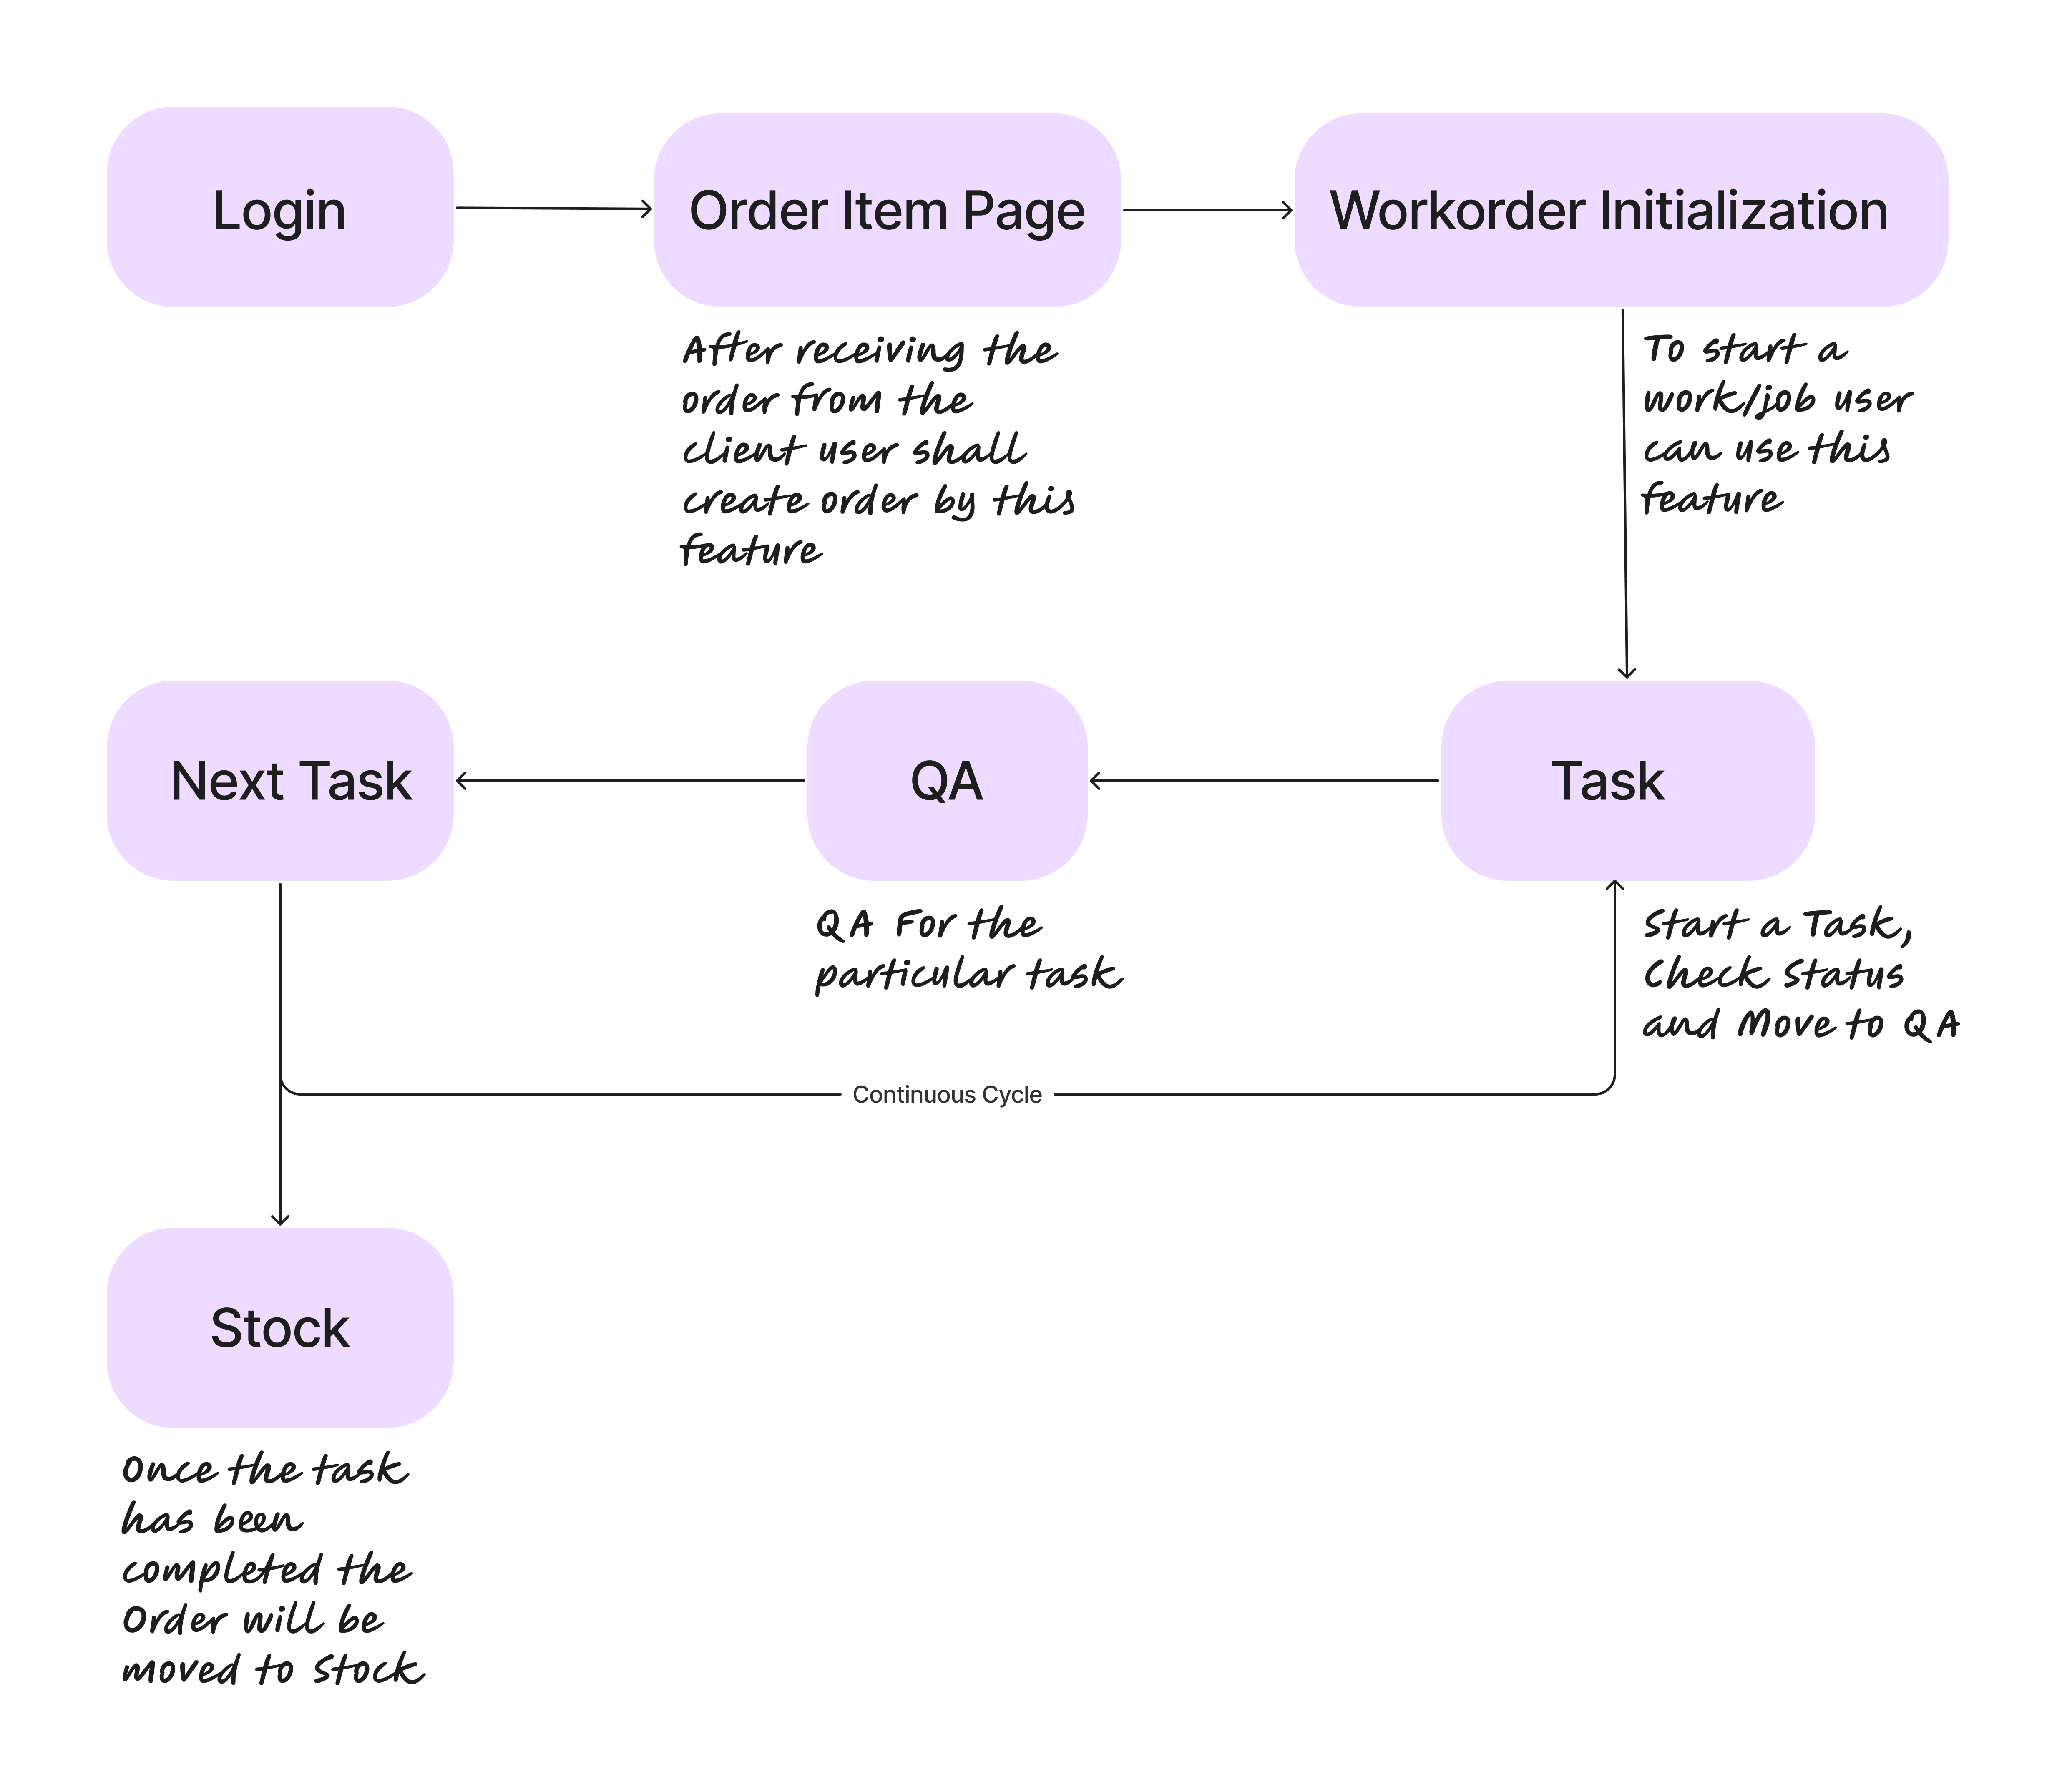 Login
Order Item Page
Workorder Initialization
After receiving the
order from the
client user shall
create order by this
feature
To start a
work/job user
can use this
feature
Next Task
QA
Task
QA For the
particular task
Start a Task,
Check Status
and Move to QA
Continuous Cycle
Stock
Once the task
has been
completed the
Order will be
moved to Stock